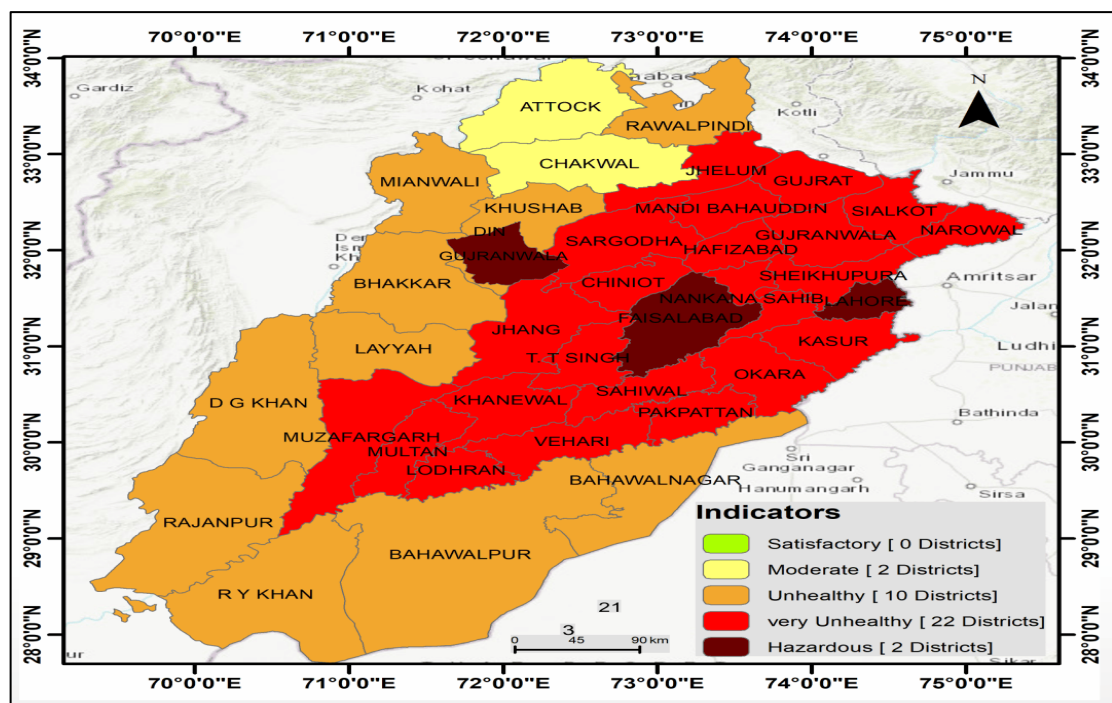 70°0'0"E 71°0'0"E 72°0'0"E 73°0'0"E 74°0'0"E 75°0'0"E
34°0'0"N
33°0'0"N
32°0'0"N
31°0'0"N
30°0'0"N
29°0'0"N
28°0'0"N
34°0'0"N
33°0'0"N
32°0'0"N
31°0'0"N
30°0'0"N
29°0'0"N
28°0'0"N
N
Gardiz
Kohat
Kotli
Jammu
Amritsar
Jalan
Ludhi
PUNJAB
Bathinda
Sri
Ganganagar
Hanumangarh
Sirsa
Sikar
ATTOCK
RAWALPINDI
CHAKWAL
MIANWALI
JHELUM
GUJRAT
KHUSHAB
MANDI BAHAUDDIN
SIALKOT
DIN
GUJRANWALA
SARGODHA
HAFIZABAD
GUJRANWALA
NAROWAL
BHAKKAR
CHINIOT
SHEIKHUPURA
NANKANA SAHIB
LAHORE
FAISALABAD
JHANG
LAYYAH
T. T SINGH
KASUR
OKARA
SAHIWAL
D G KHAN
KHANEWAL
PAKPATTAN
MUZAFARGARH
MULTAN
VEHARI
LODHRAN
BAHAWALNAGAR
RAJANPUR
BAHAWALPUR
R Y KHAN
Indicators
Satisfactory [ 0 Districts]
Moderate [ 2 Districts]
Unhealthy [ 10 Districts]
very Unhealthy [ 22 Districts]
Hazardous [ 2 Districts]
21
3
0 45 90 km
70°0'0"E 71°0'0"E 72°0'0"E 73°0'0"E 74°0'0"E 75°0'0"E